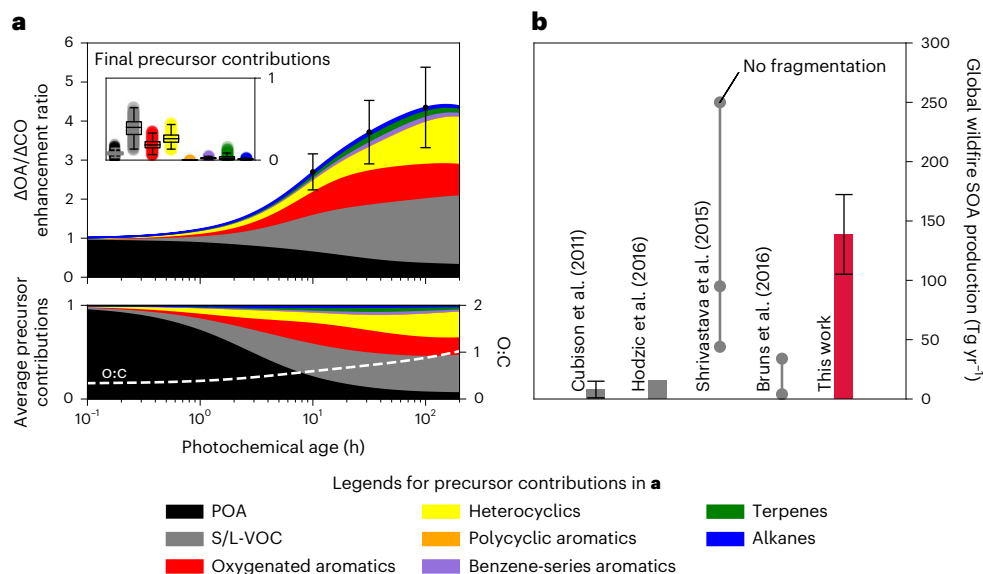 a
6
5
4
3
2
1
0
ΔOA/ΔCO
enhancement ratio
Final precursor contributions
1
0
1
0
Average precursor
contributions
O:C
2
1
0
O:C
10⁻¹
10⁰
10¹
10²
Photochemical age (h)
b
300
250
200
150
100
50
0
Global wildfire SOA production (Tg yr⁻¹)
No fragmentation
Cubison et al. (2011)
Hodzic et al. (2016)
Shrivastava et al. (2015)
Bruns et al. (2016)
This work
Legends for precursor contributions in a
POA
Heterocyclics
Terpenes
S/L-VOC
Polycyclic aromatics
Alkanes
Oxygenated aromatics
Benzene-series aromatics